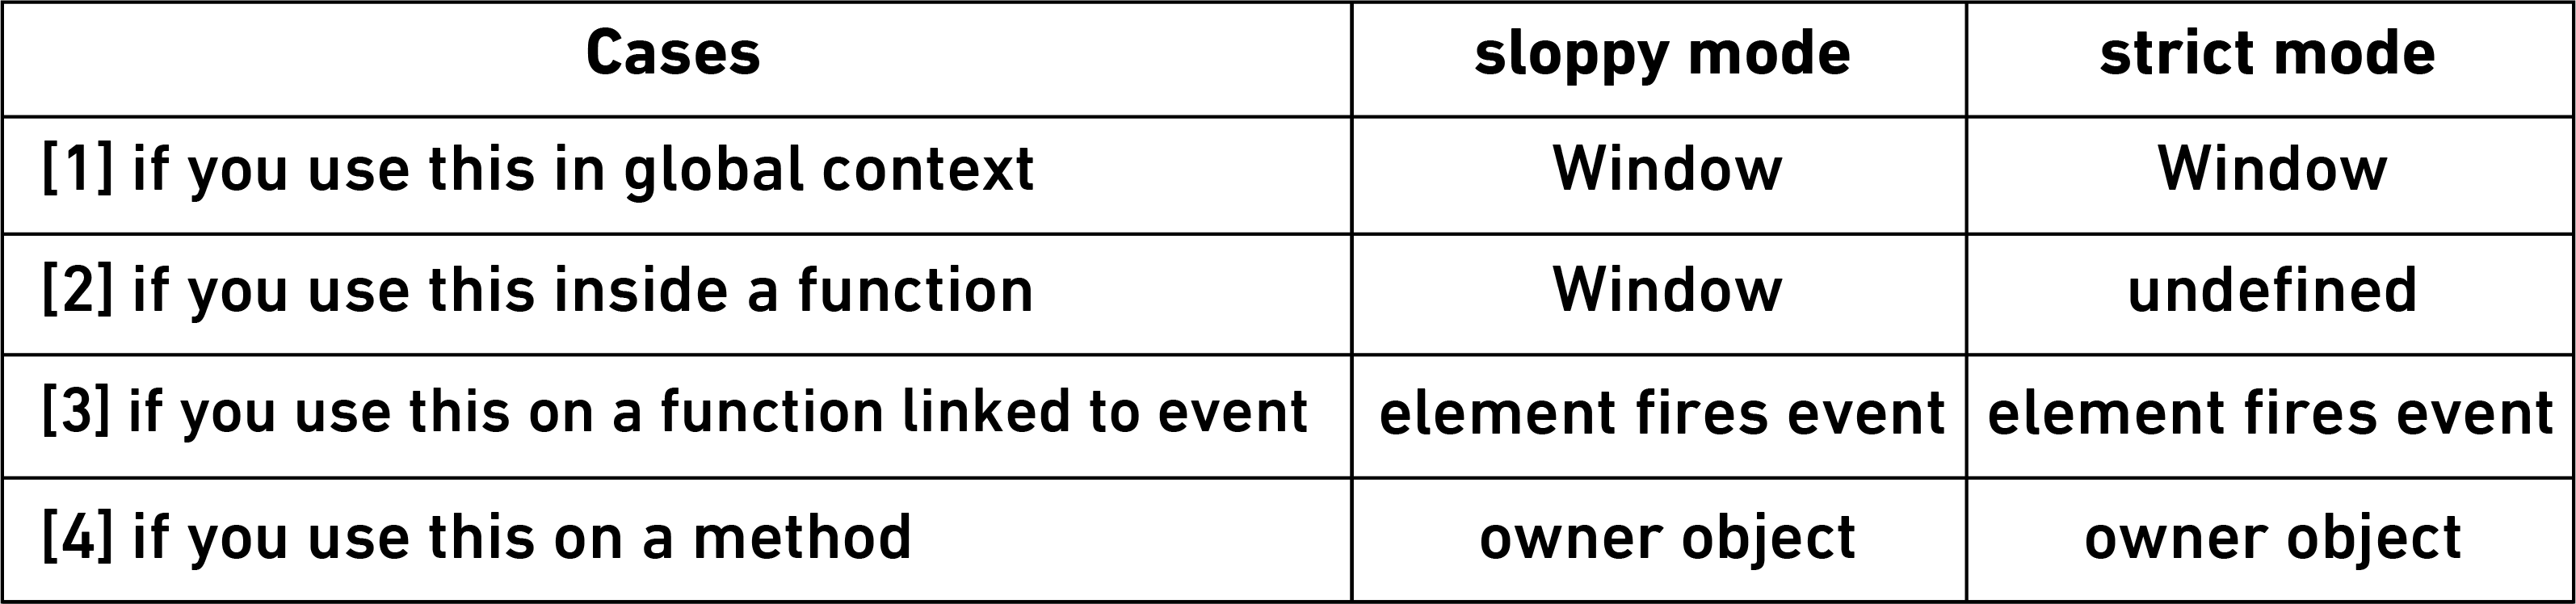 Cases sloppy mode strict mode
[1] if you use this in global context Window Window
[2] if you use this inside a function Window undefined
[3] if you use this on a function linked to event element fires event element fires event
[4] if you use this on a method owner object owner object